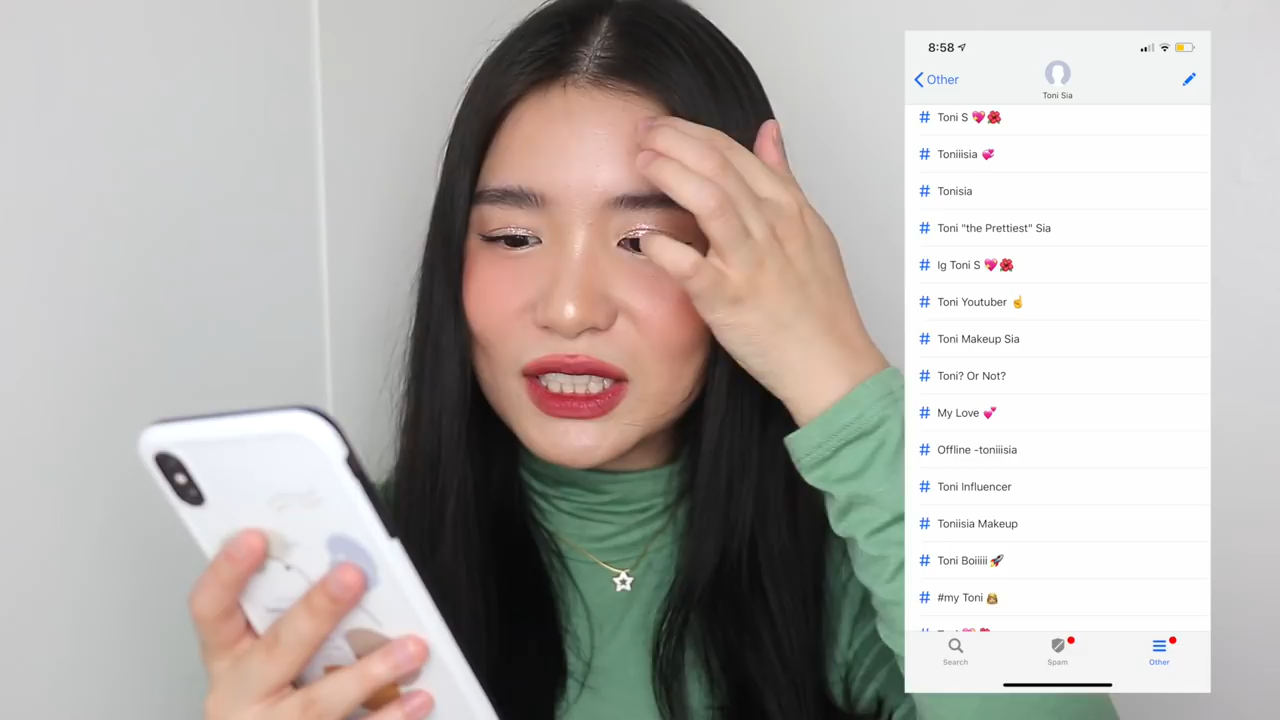 8:58
Other
Toni Sia
# Toni S 💖🌺
# Toniiisia 💞
# Tonisia
# Toni "the Prettiest" Sia
# Ig Toni S 💖🌺
# Toni Youtuber ☝️
# Toni Makeup Sia
# Toni? Or Not?
# My Love 💕
# Offline -toniiisia
# Toni Influencer
# Toniisia Makeup
# Toni Boiiiii 🚀
# #my Toni 🙈
Search
Spam
Other